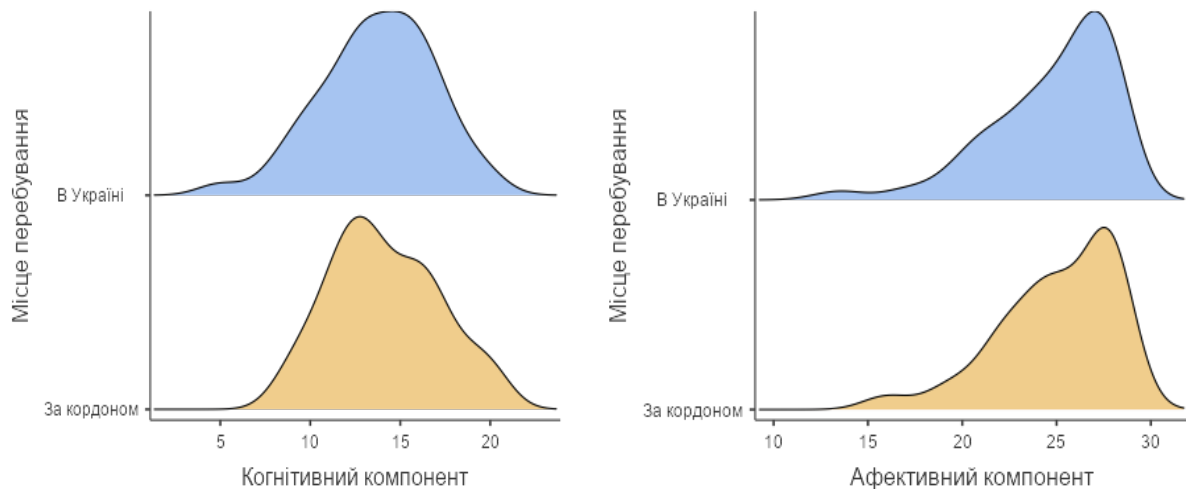 Місце перебування
В Україні
За кордоном
5 10 15 20
Когнітивний компонент
Місце перебування
В Україні
За кордоном
10 15 20 25 30
Афективний компонент